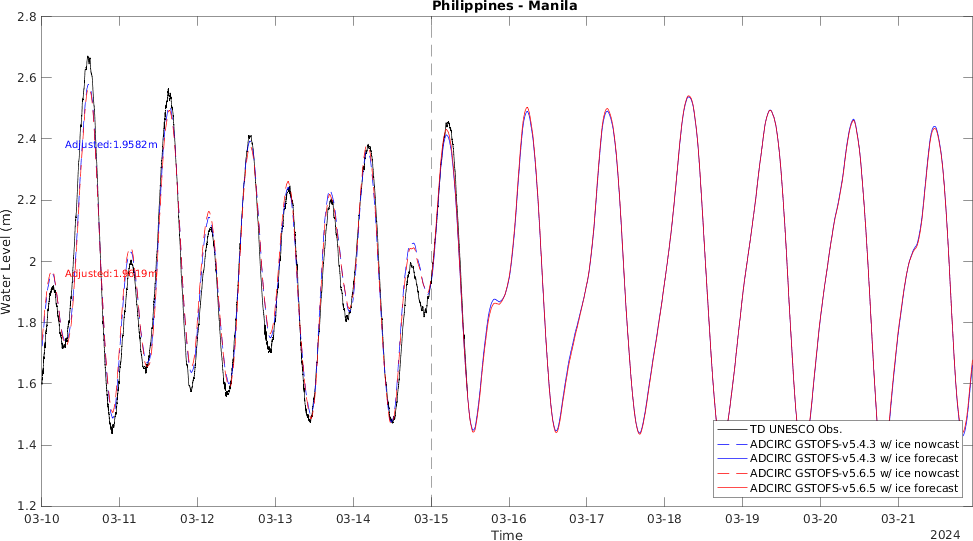 Philippines - Manila
2.8
2.6
2.4
2.2
2
1.8
1.6
1.4
1.2
Water Level (m)
Adjusted:1.9582m
03-10
03-11
03-12
03-13
03-14
03-15
03-16
03-17
03-18
03-19
03-20
03-21
Time
2024
TD UNESCO Obs.
ADCIRC GSTOFS-v5.4.3 w/ ice nowcast
ADCIRC GSTOFS-v5.4.3 w/ ice forecast
ADCIRC GSTOFS-v5.6.5 w/ ice nowcast
ADCIRC GSTOFS-v5.6.5 w/ ice forecast